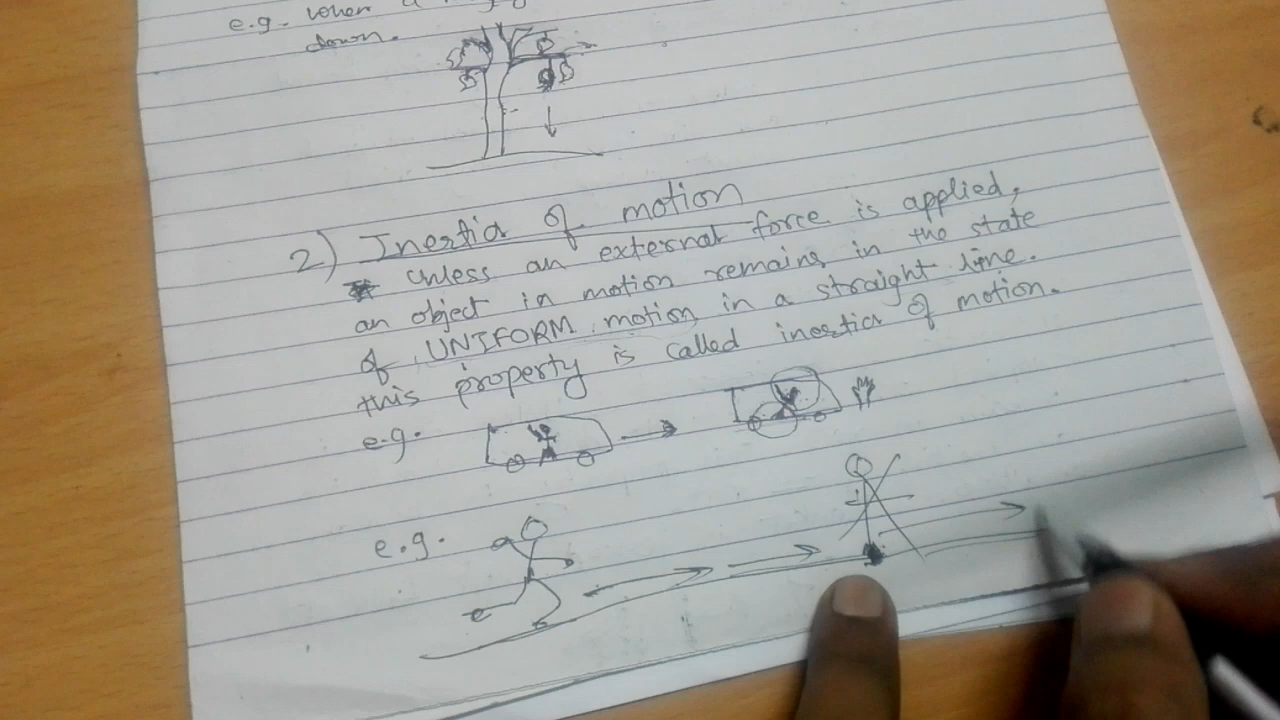 e.g. when a
down.
2) Inertia of motion
unless an external force is applied,
an object in motion remains in the state
of UNIFORM motion in a straight line.
this property is called inertia of motion.
e.g.
e.g.